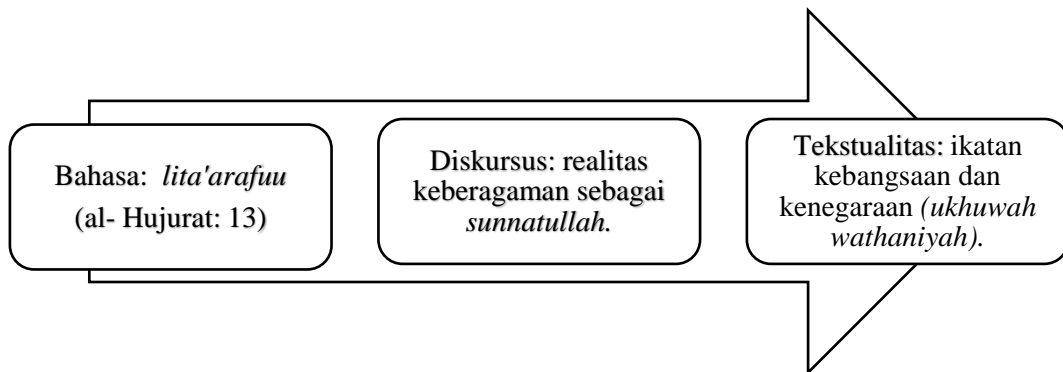 Bahasa: lita'arafuu
(al- Hujurat: 13)
Diskursus: realitas
keberagaman sebagai
sunnatullah.
Tekstualitas: ikatan
kebangsaan dan
kenegaraan (ukhuwah
wathaniyah).